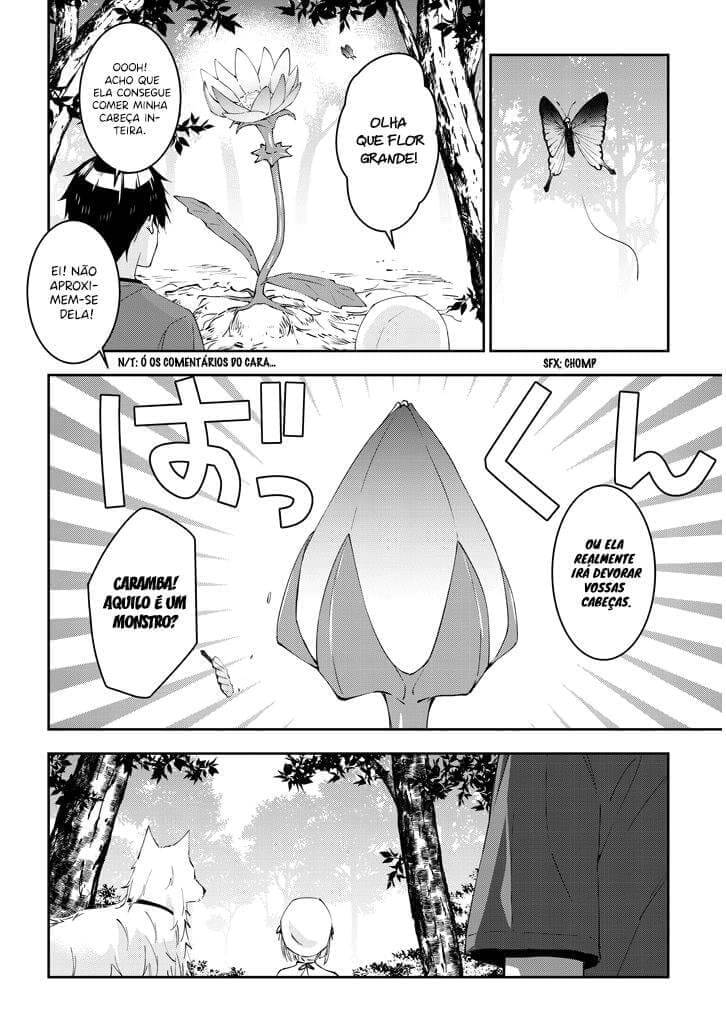 OLHA
QUE FLOR
GRANDE!
OOOH!
ACHO QUE
ELA CONSEGUE
COMER MINHA
CABEÇA IN-
TEIRA.
EI! NÃO
APROXI-
MEM-SE
DELA!
N/T: Ó OS COMENTÁRIOS DO CARA...
SFX: CHOMP
ばっくん
OU ELA
REALMENTE
IRÁ DEVORAR
VOSSAS
CABEÇAS.
CARAMBA!
AQUILO É UM
MONSTRO?